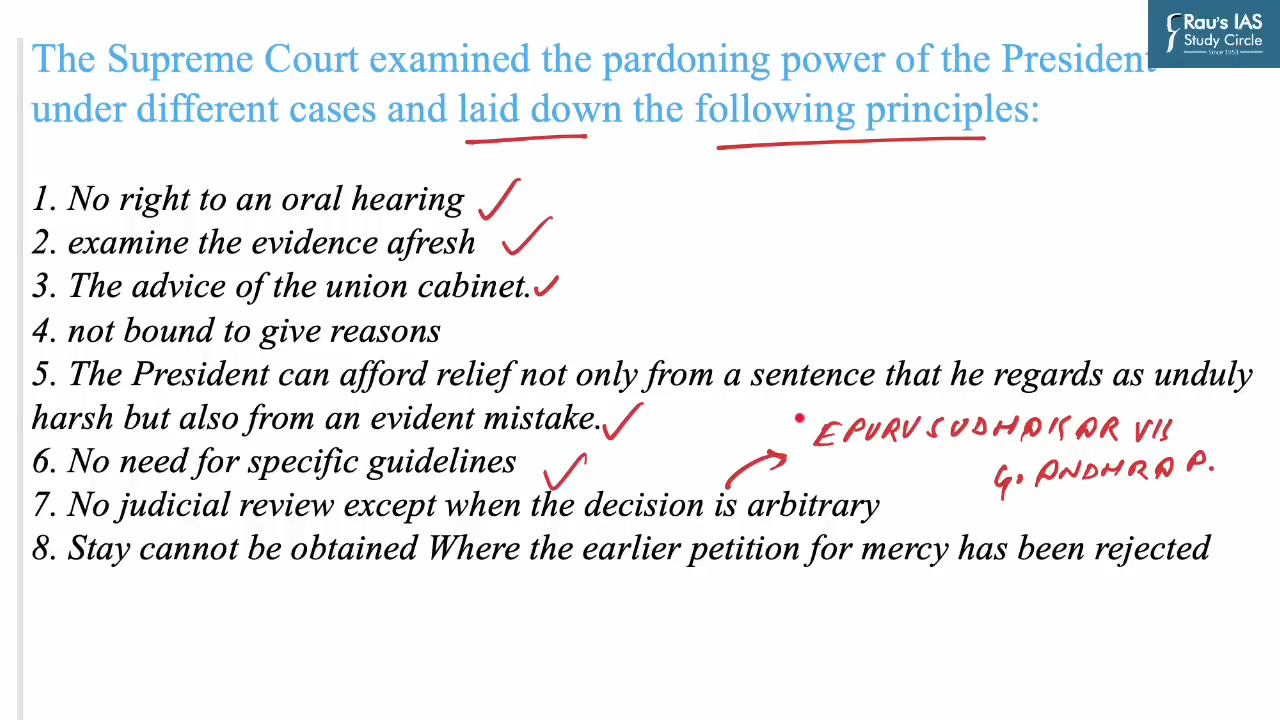 Rau's IAS
Study Circle
Since 1953
The Supreme Court examined the pardoning power of the President
under different cases and laid down the following principles:
1. No right to an oral hearing
2. examine the evidence afresh
3. The advice of the union cabinet.
4. not bound to give reasons
5. The President can afford relief not only from a sentence that he regards as unduly
harsh but also from an evident mistake.
EPURU SUDHAKAR V/S
G. ANDHRA P.
6. No need for specific guidelines
7. No judicial review except when the decision is arbitrary
8. Stay cannot be obtained Where the earlier petition for mercy has been rejected